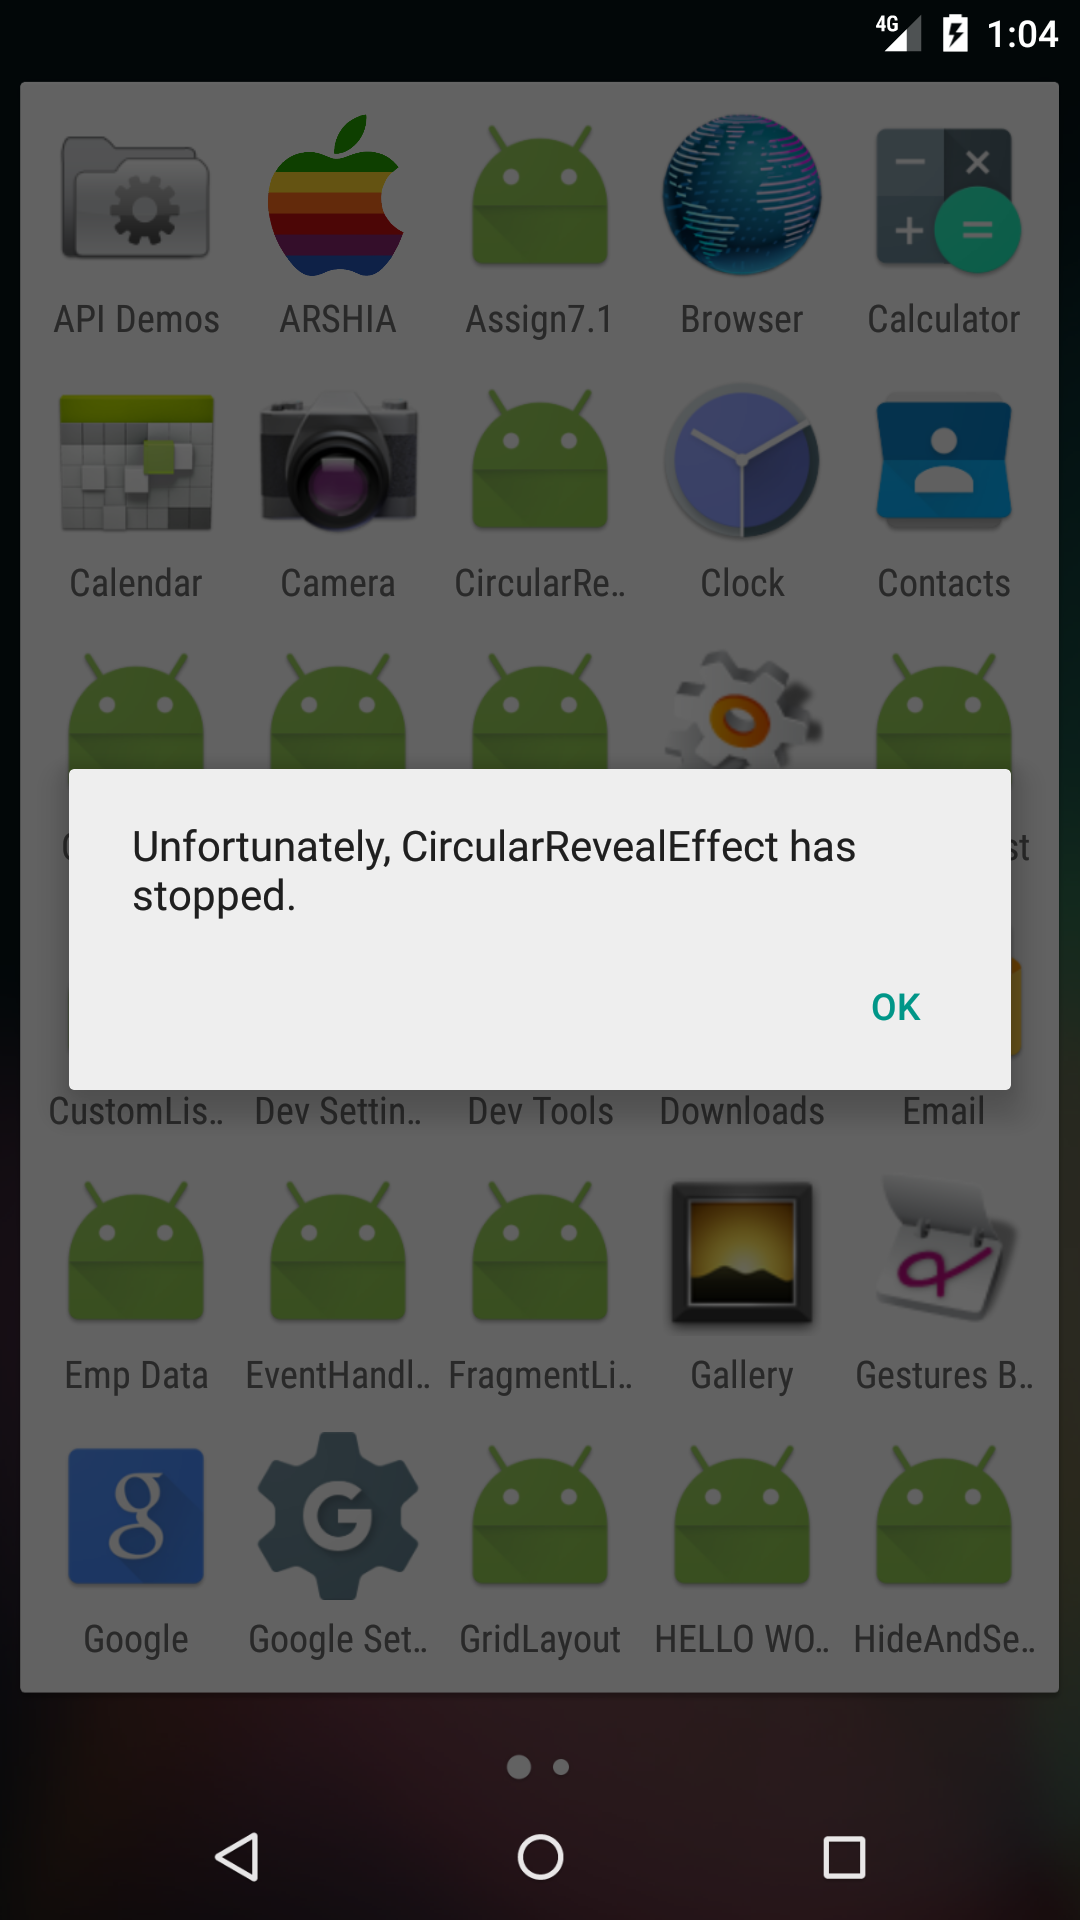 4G 1:04
API Demos ARSHIA Assign7.1 Browser Calculator
Calendar Camera CircularRe.. Clock Contacts
Unfortunately, CircularRevealEffect has
stopped.
OK
CustomLis.. Dev Settin.. Dev Tools Downloads Email
Emp Data EventHandl.. FragmentLi.. Gallery Gestures B..
Google Google Set.. GridLayout HELLO WO.. HideAndSe..